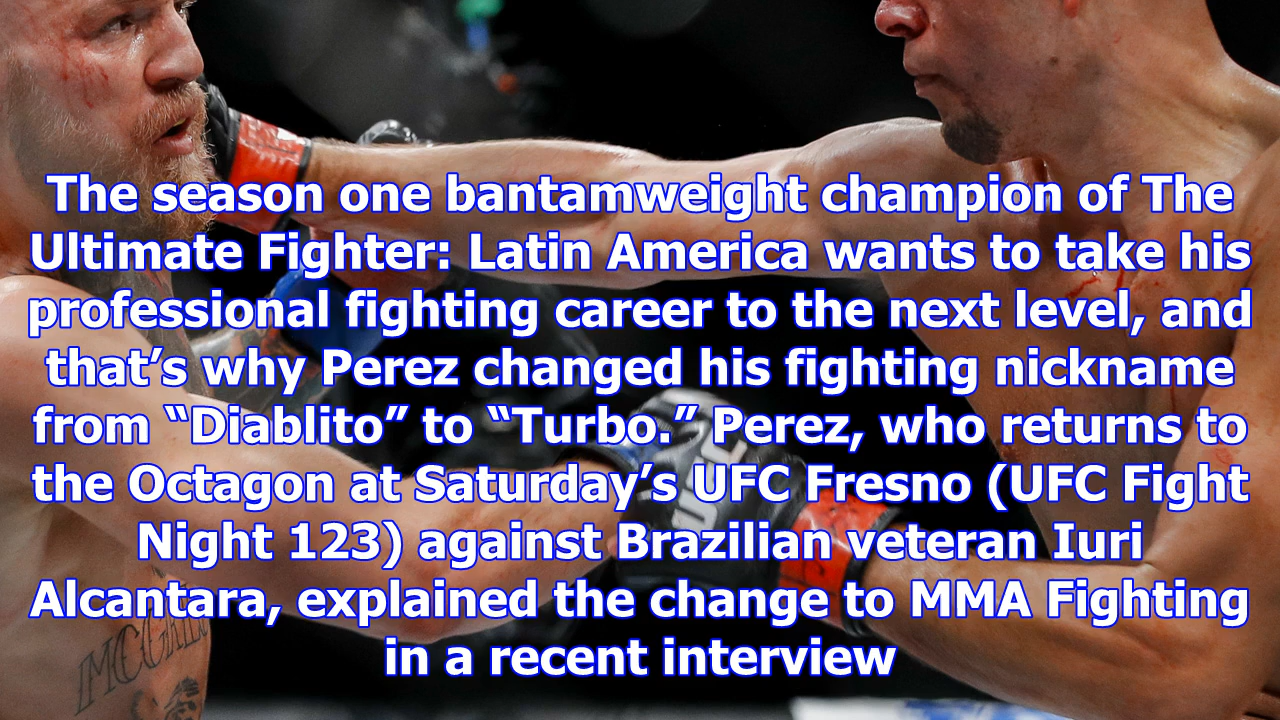 The season one bantamweight champion of The
Ultimate Fighter: Latin America wants to take his
professional fighting career to the next level, and
that’s why Perez changed his fighting nickname
from “Diablito” to “Turbo.” Perez, who returns to
the Octagon at Saturday’s UFC Fresno (UFC Fight
Night 123) against Brazilian veteran Iuri
Alcantara, explained the change to MMA Fighting
in a recent interview
UFC